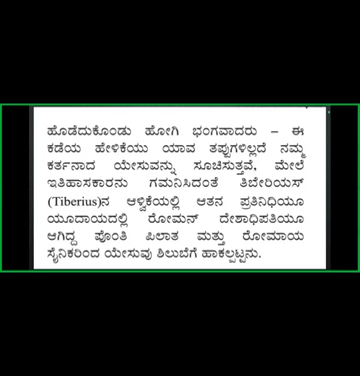 ಹೊಡೆದುಕೊಂಡು ಹೋಗಿ ಭಂಗವಾದರು – ಈ
ಕಡೆಯ ಹೇಳಿಕೆಯು ಯಾವ ತಪ್ಪುಗಳಿಲ್ಲದೆ ನಮ್ಮ
ಕರ್ತನಾದ ಯೇಸುವನ್ನು ಸೂಚಿಸುತ್ತವೆ, ಮೇಲೆ
ಇತಿಹಾಸಕಾರನು ಗಮನಿಸಿದಂತೆ ತಿಬೇರಿಯಸ್
(Tiberius)ನ ಆಳ್ವಿಕೆಯಲ್ಲಿ ಆತನ ಪ್ರತಿನಿಧಿಯೂ
ಯೂದಾಯದಲ್ಲಿ ರೋಮನ್ ದೇಶಾಧಿಪತಿಯೂ
ಆಗಿದ್ದ ಪೊಂತಿ ಪಿಲಾತ ಮತ್ತು ರೋಮಾಯ
ಸೈನಿಕರಿಂದ ಯೇಸುವು ಶಿಲುಬೆಗೆ ಹಾಕಲ್ಪಟ್ಟನು.